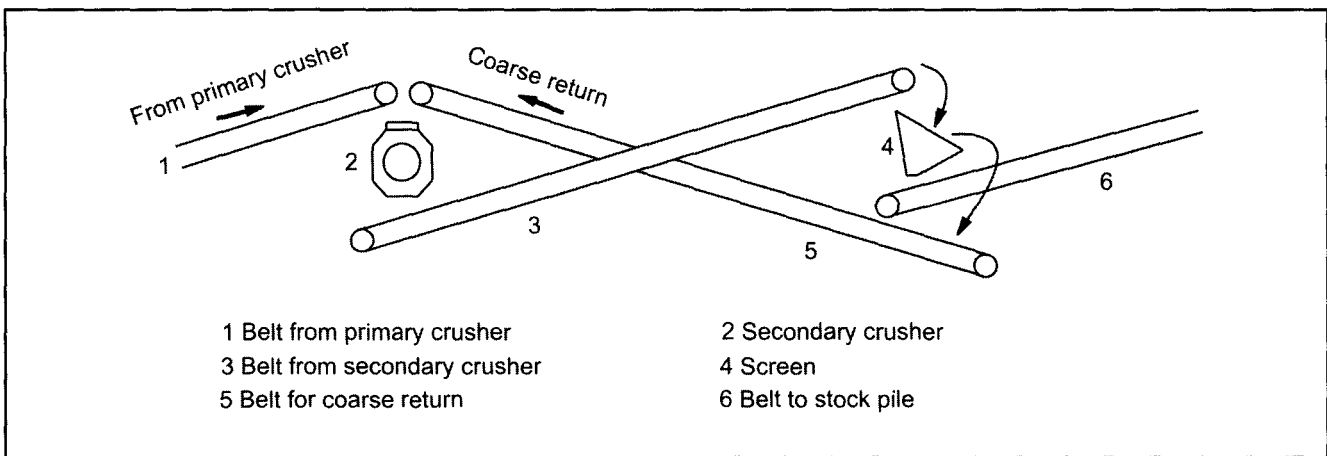 From primary crusher
Coarse return
1
2
3
4
5
6
1 Belt from primary crusher
2 Secondary crusher
3 Belt from secondary crusher
4 Screen
5 Belt for coarse return
6 Belt to stock pile